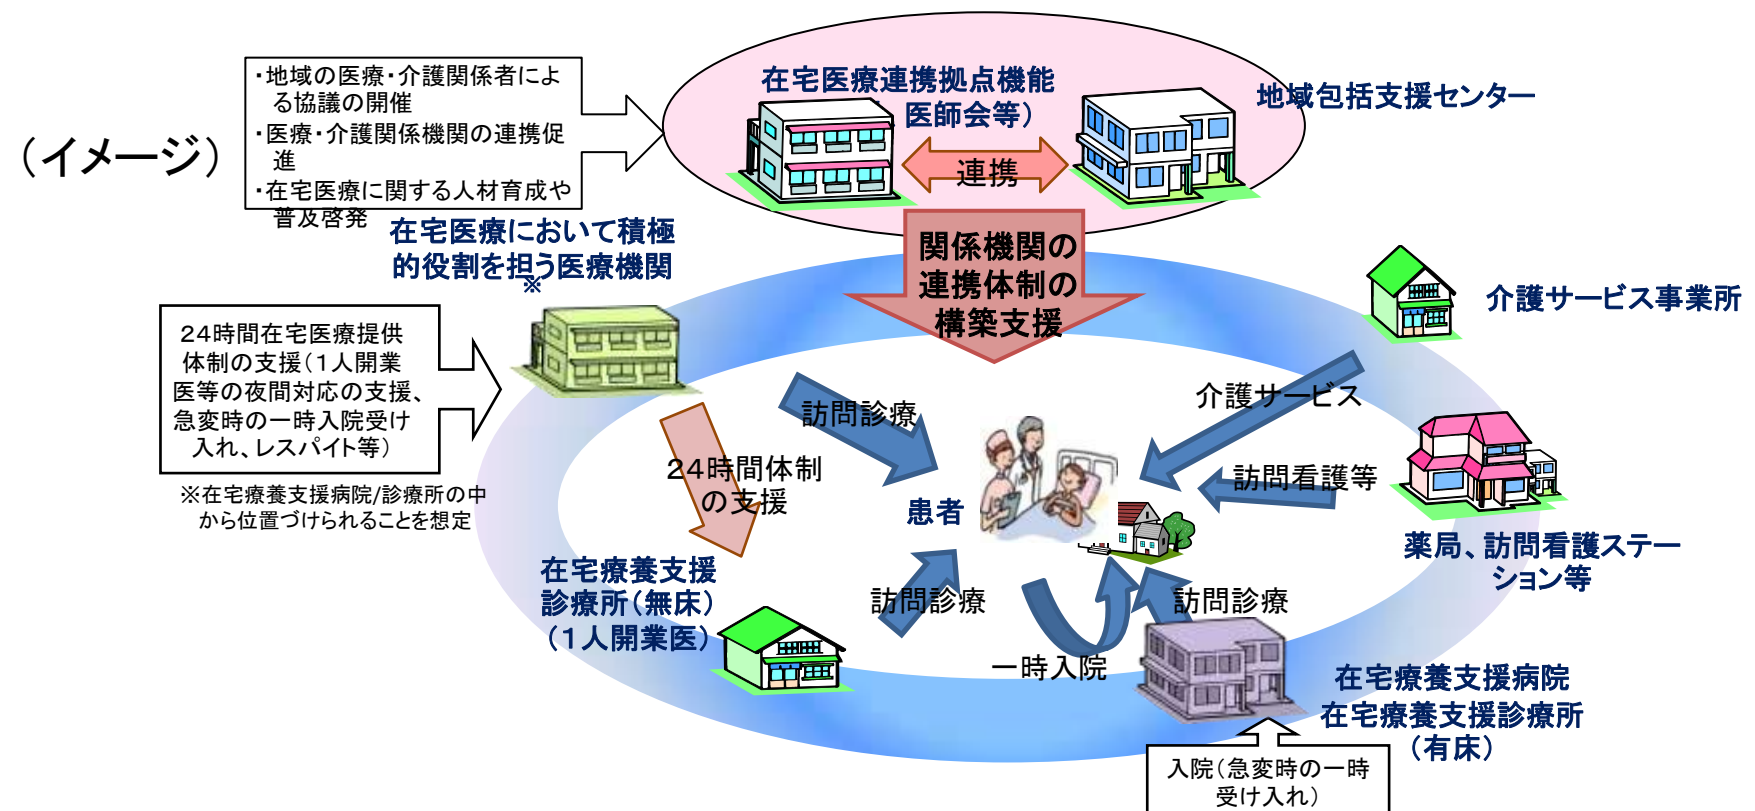 (イメージ)
・地域の医療・介護関係者によ
る協議の開催
・医療・介護関係機関の連携促
進
・在宅医療に関する人材育成や
普及啓発
在宅医療連携拠点機能
医師会等)
地域包括支援センター
連携
関係機関の
連携体制の
構築支援
在宅医療において積極
的役割を担う医療機関
※
介護サービス事業所
24時間在宅医療提供
体制の支援(1人開業
医等の夜間対応の支援、
急変時の一時入院受け
入れ、レスパイト等)
※在宅療養支援病院/診療所の中
から位置づけられることを想定
訪問診療
24時間体制
の支援
介護サービス
訪問看護等
患者
薬局、訪問看護ステー
ション等
在宅療養支援
診療所(無床)
(1人開業医)
訪問診療
一時入院
訪問診療
在宅療養支援病院
在宅療養支援診療所
(有床)
入院(急変時の一時
受け入れ)